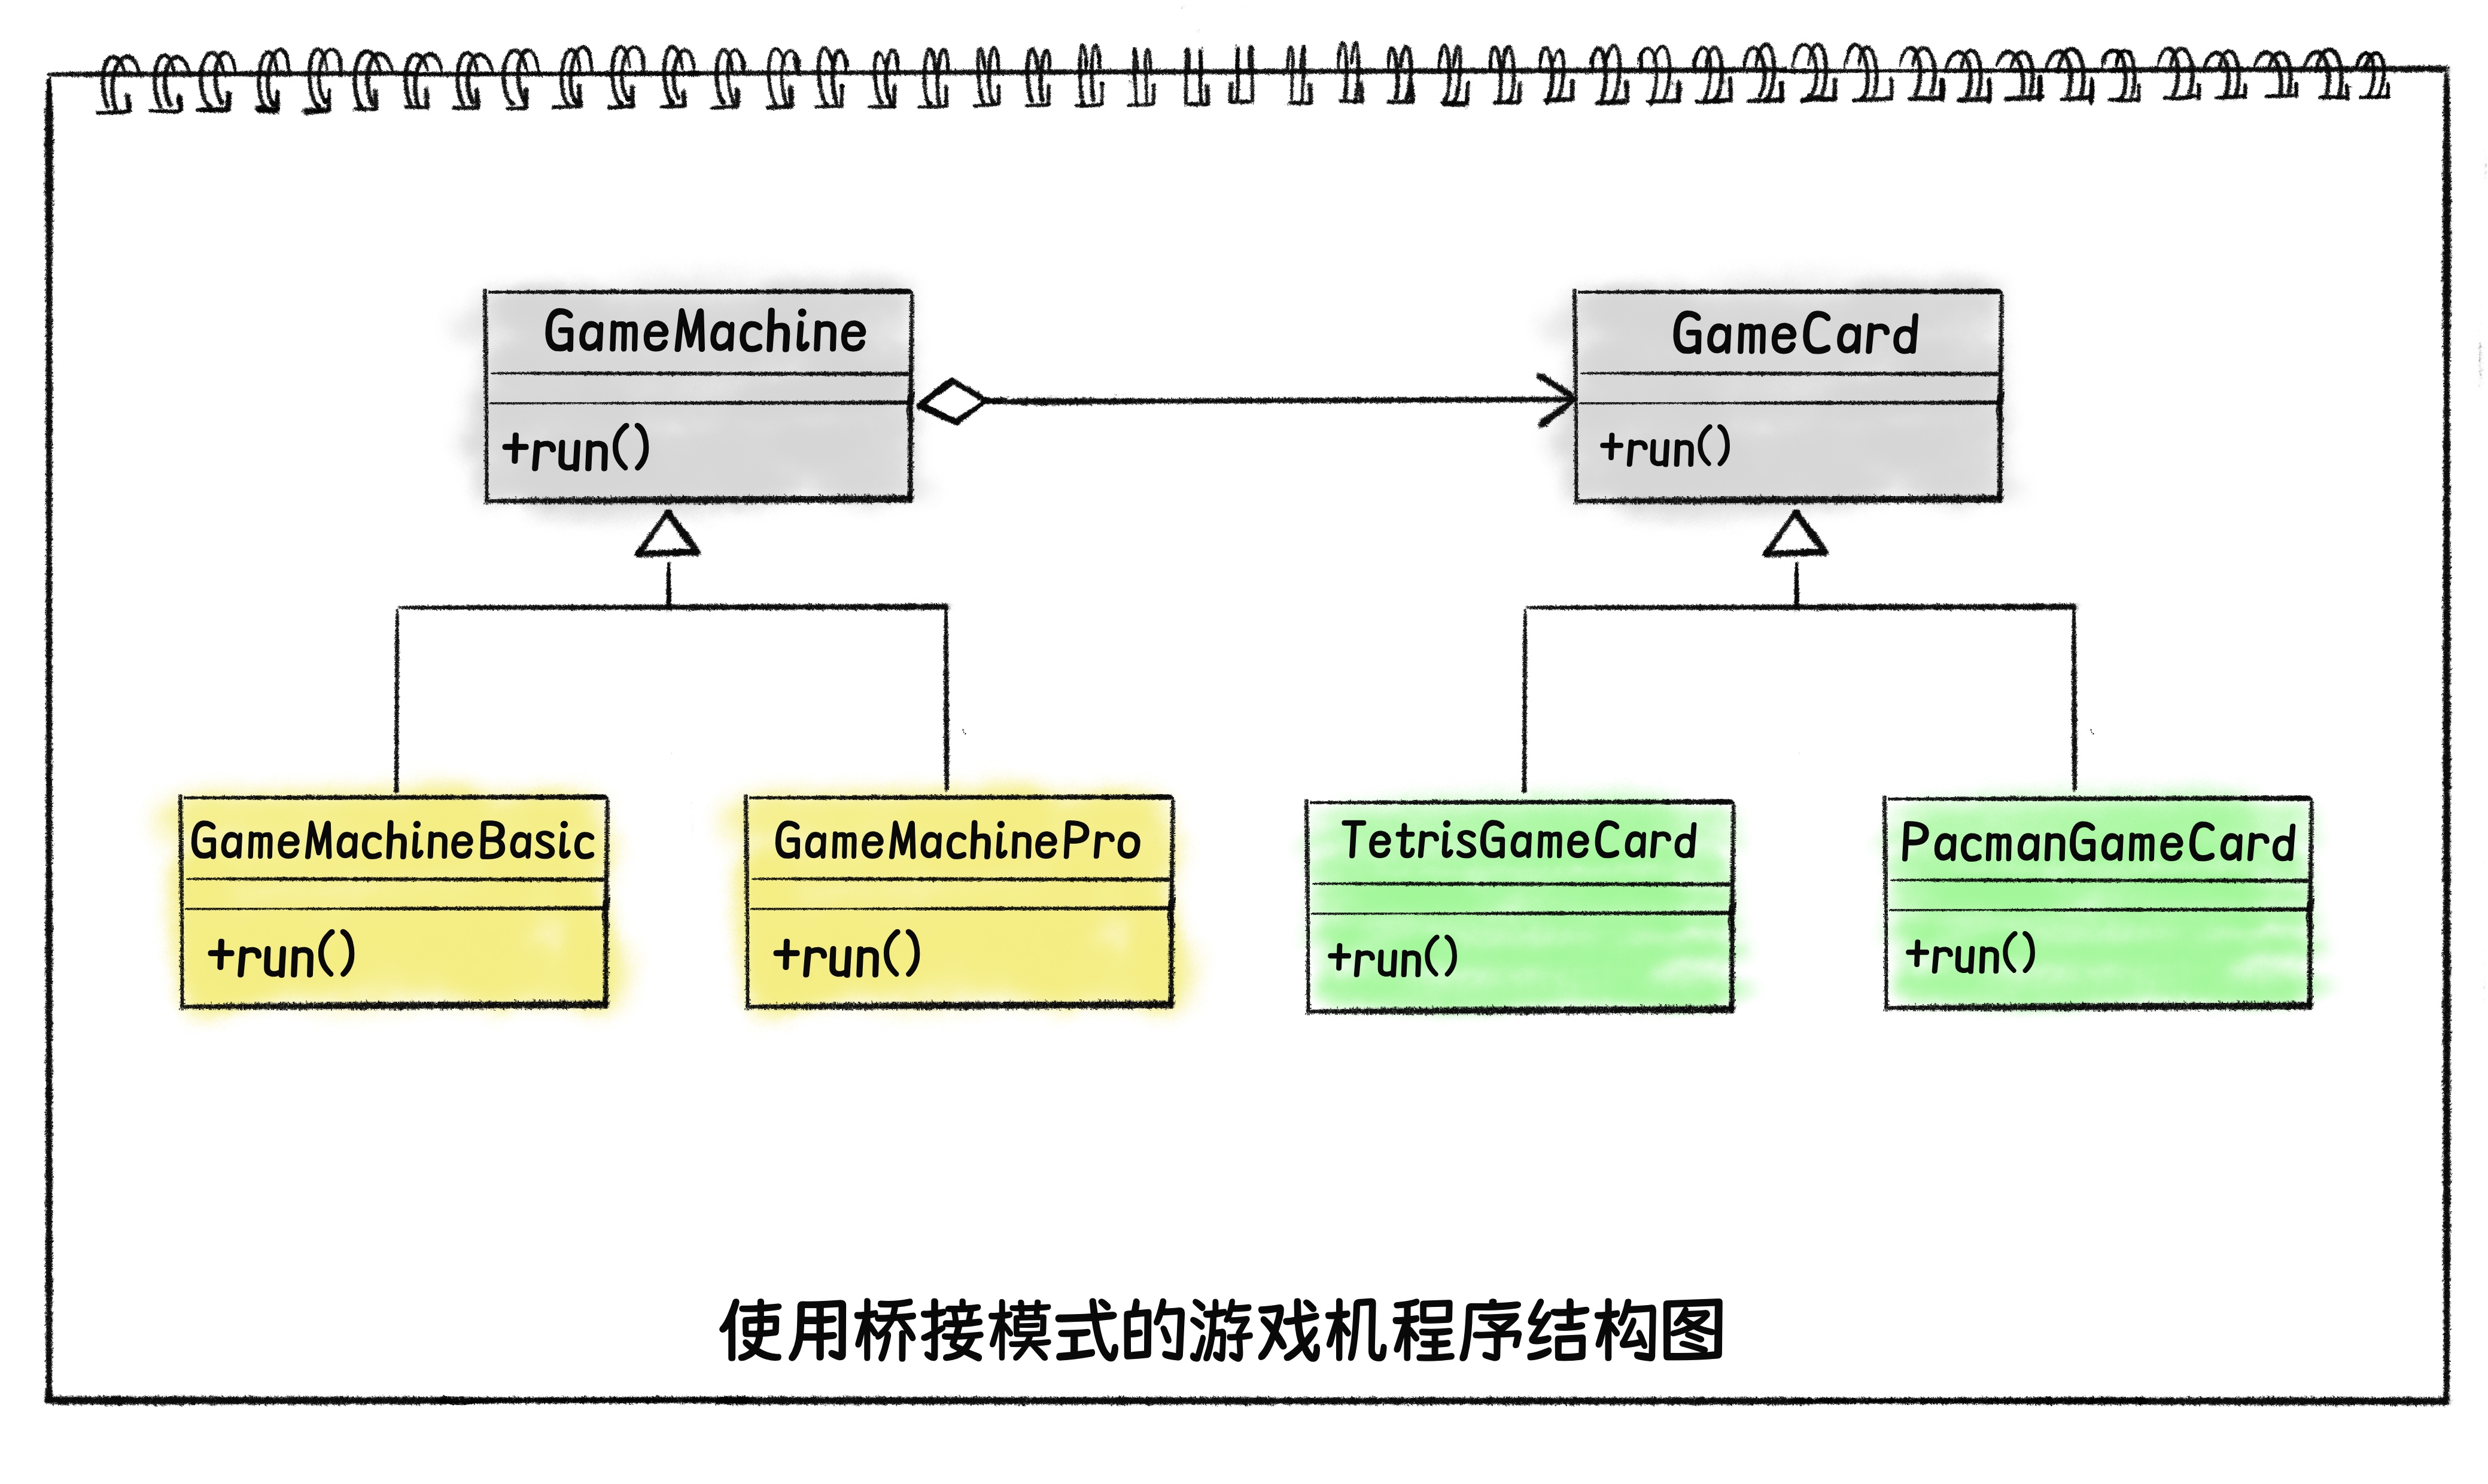 GameMachine
+run()
GameCard
+run()
GameMachineBasic
+run()
GameMachinePro
+run()
TetrisGameCard
+run()
PacmanGameCard
+run()
使用桥接模式的游戏机程序结构图